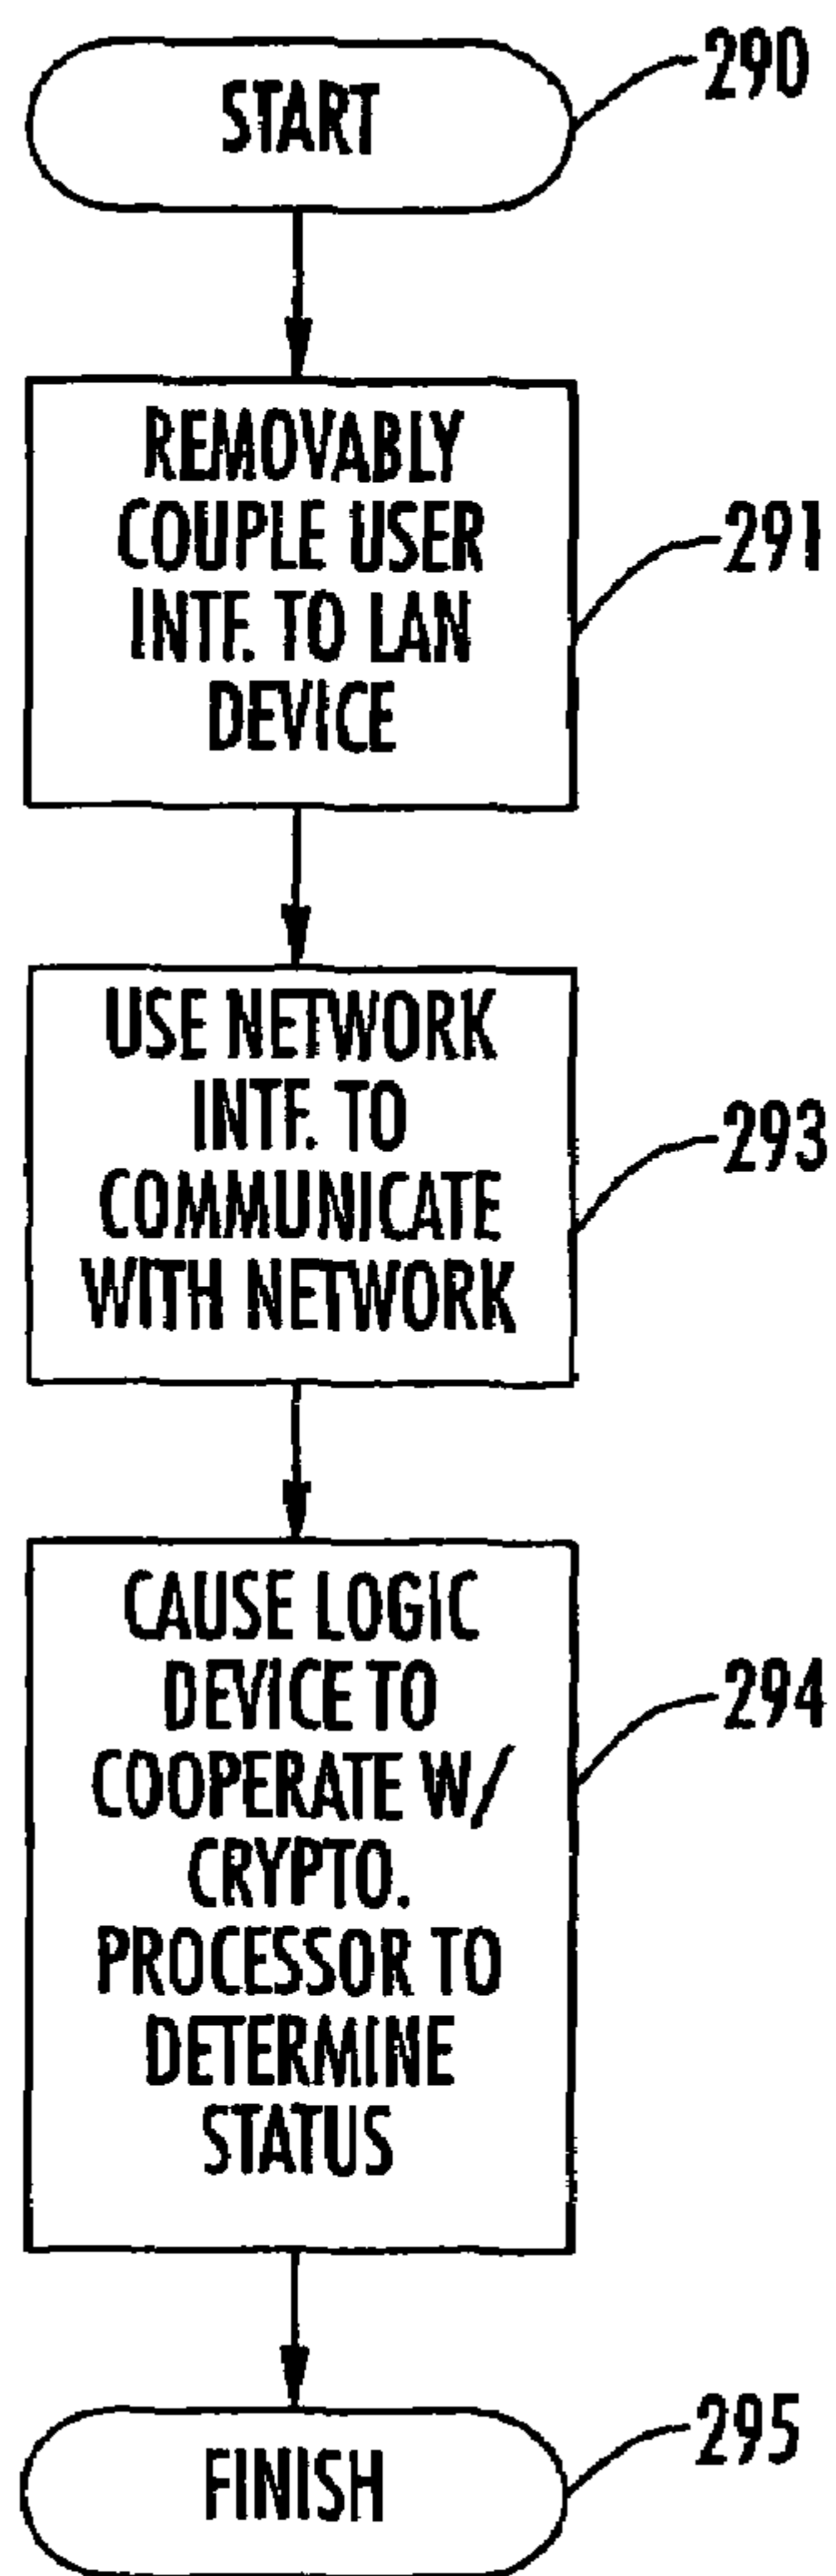 START
290
REMOVABLY
COUPLE USER
INTF. TO LAN
DEVICE
291
USE NETWORK
INTF. TO
COMMUNICATE
WITH NETWORK
293
CAUSE LOGIC
DEVICE TO
COOPERATE W/
CRYPTO.
PROCESSOR TO
DETERMINE
STATUS
294
FINISH
295